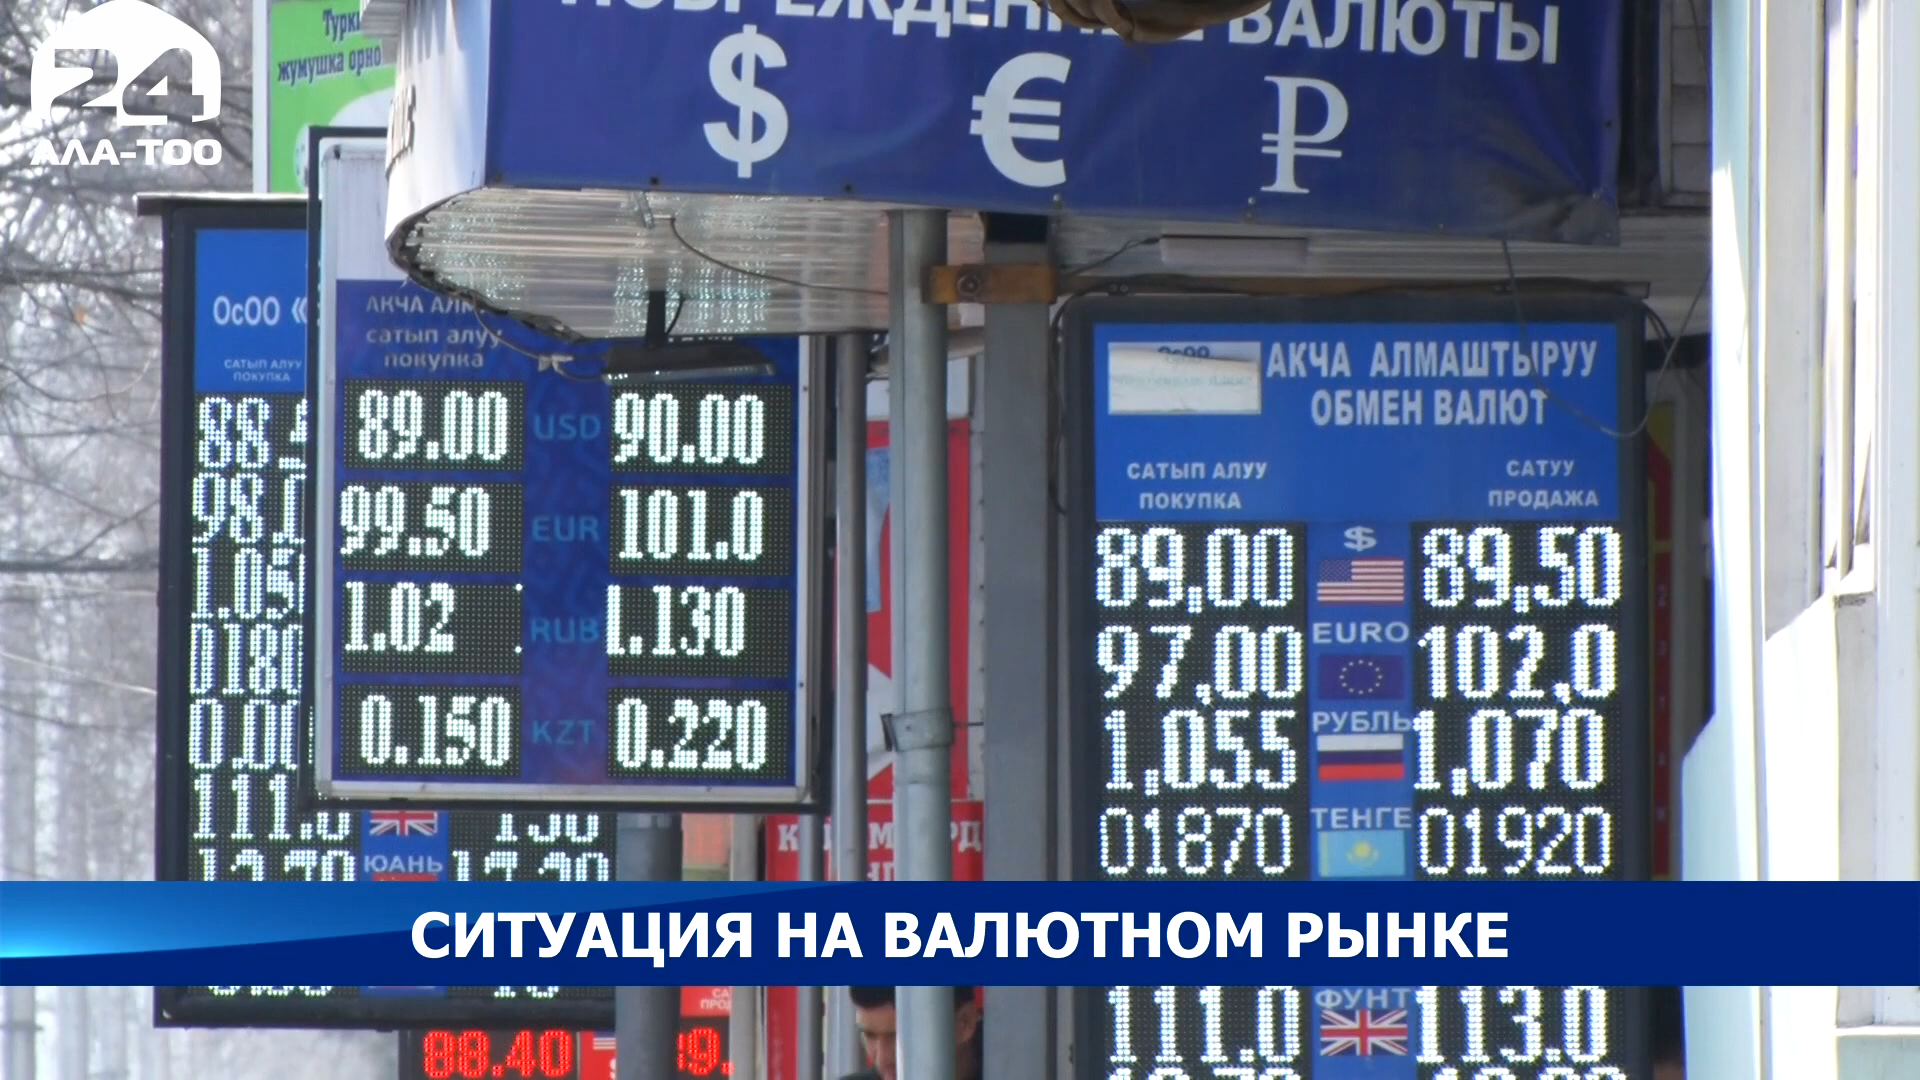 24
АЛА-ТОО
жумушка орно
ВАЛЮТЫ
$ € ₽
ОсОО «
САТЫП АЛУУ
ПОКУПКА
АКЧА
сатып алуу
покупка
89.00 USD 90.00
99.50 EUR 101.0
1.02 RUB 1.130
0.150 KZT 0.220
ЮАНЬ
АКЧА АЛМАШТЫРУУ
ОБМЕН ВАЛЮТ
САТЫП АЛУУ
ПОКУПКА
САТУУ
ПРОДАЖА
89,00 $ 89,50
EURO
97,00 102,0
РУБЛЬ
1,055 1,070
ТЕНГЕ
01870 01920
СИТУАЦИЯ НА ВАЛЮТНОМ РЫНКЕ
ФУНТ
111.0 113.0
88.40